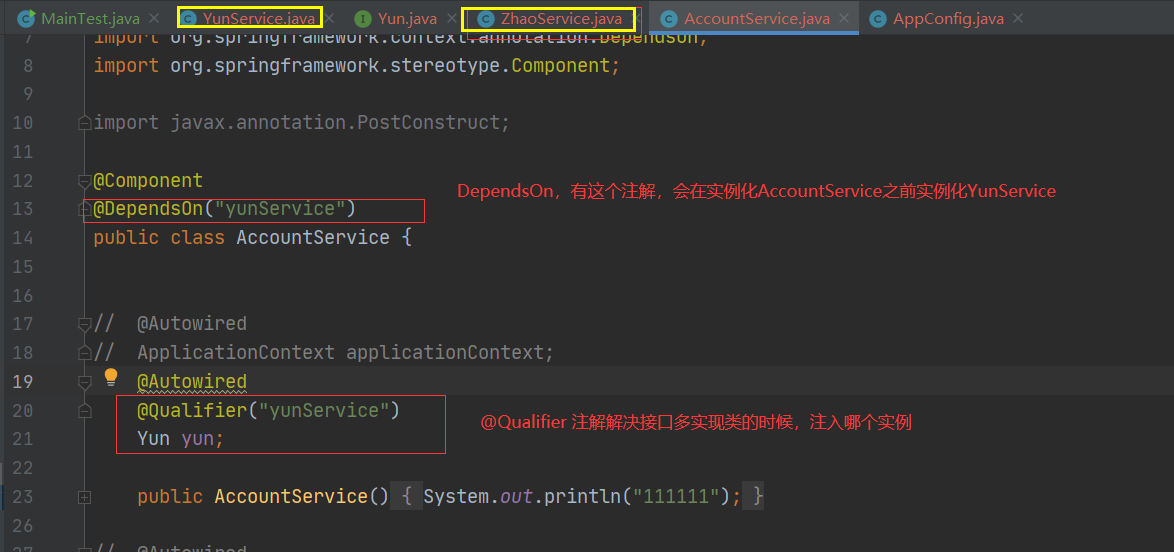 MainTest.java YunService.java Yun.java ZhaoService.java AccountService.java AppConfig.java
7 import org.springframework.context.annotation.DependsOn;
8 import org.springframework.stereotype.Component;
9
10 import javax.annotation.PostConstruct;
11
12 @Component
DependsOn，有这个注解，会在实例化AccountService之前实例化YunService
13 @DependsOn("yunService")
14 public class AccountService {
15
16
17 // @Autowired
18 // ApplicationContext applicationContext;
19 @Autowired
20 @Qualifier("yunService")
@Qualifier 注解解决接口多实现类的时候，注入哪个实例
21 Yun yun;
22
23 public AccountService() { System.out.println("111111"); }
26
27 // @Autowired